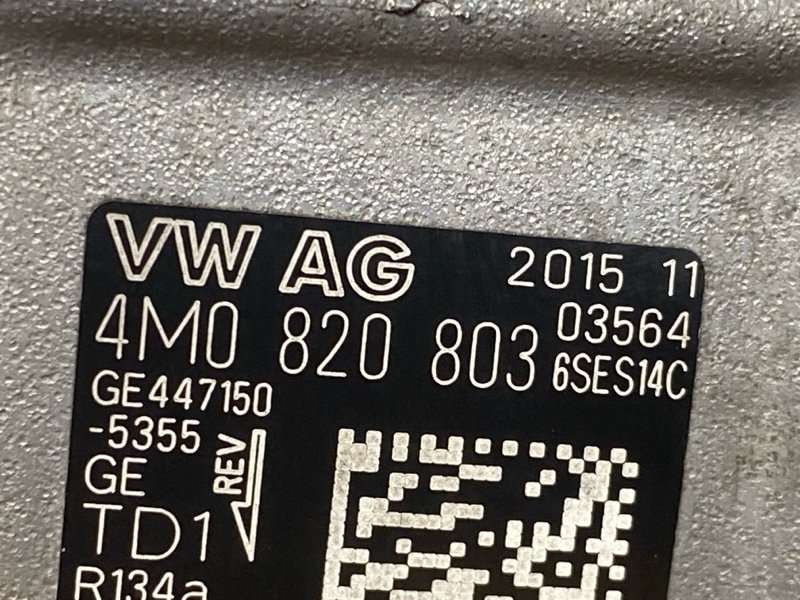 VW AG 2015 11
4M0 820 803 03564
6SES14C
GE447150
-5355
REV
GE
TD1
R134a